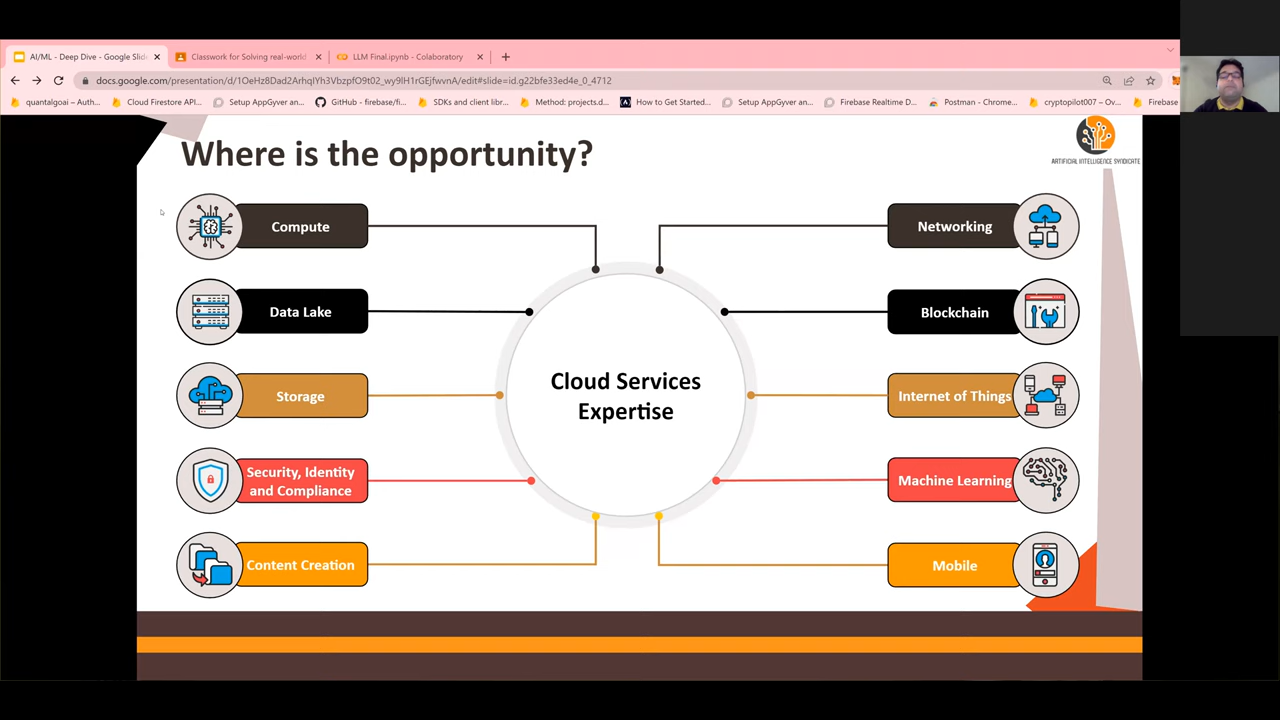 AI/ML - Deep Dive - Google Slid
Classwork for Solving real-world
LLM Final.ipynb - Colaboratory
docs.google.com/presentation/d/1OeHz8Dad2ArhqIYh3VbzpfO9t02_wy9lH1rGEjfwvnA/edit#slide=id.g22bfe33ed4e_0_4712
quantalgoai – Auth...
Cloud Firestore API...
Setup AppGyver an...
GitHub - firebase/fi...
SDKs and client libr...
Method: projects.d...
How to Get Started...
Setup AppGyver an...
Firebase Realtime D...
Postman - Chrome...
cryptopilot007 – Ov...
Firebase
Where is the opportunity?
ARTIFICIAL INTELLIGENCE SYNDICATE
Compute
Networking
Data Lake
Blockchain
Cloud Services
Expertise
Storage
Internet of Things
Security, Identity
and Compliance
Machine Learning
Content Creation
Mobile